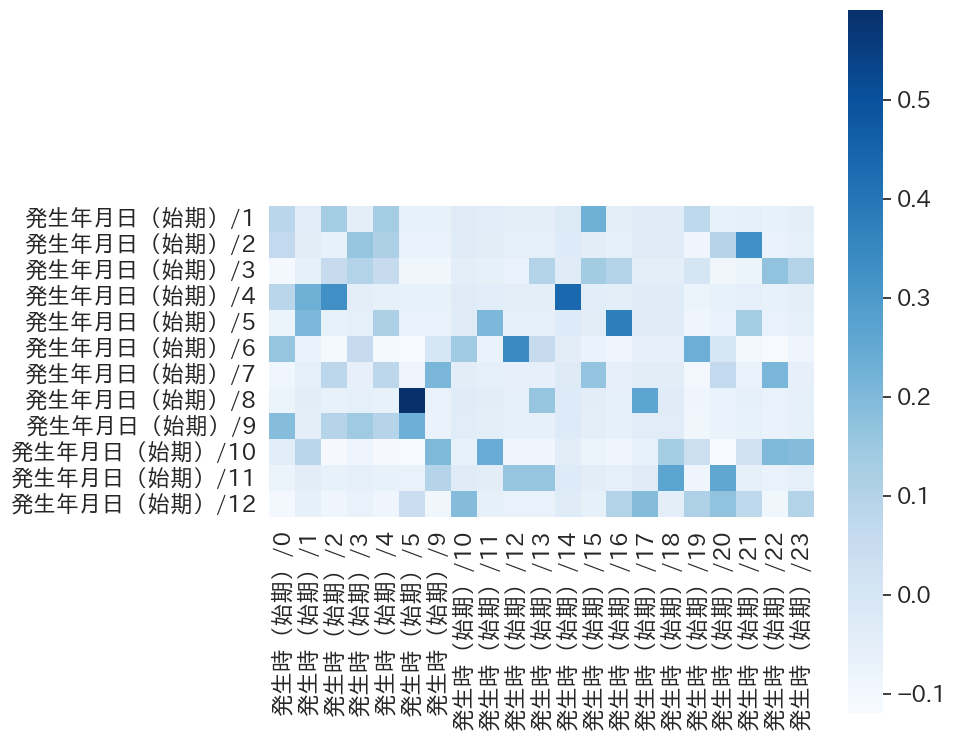 発生年月日（始期）/1
発生年月日（始期）/2
発生年月日（始期）/3
発生年月日（始期）/4
発生年月日（始期）/5
発生年月日（始期）/6
発生年月日（始期）/7
発生年月日（始期）/8
発生年月日（始期）/9
発生年月日（始期）/10
発生年月日（始期）/11
発生年月日（始期）/12
発生時（始期）/0
発生時（始期）/1
発生時（始期）/2
発生時（始期）/3
発生時（始期）/4
発生時（始期）/5
発生時（始期）/9
発生時（始期）/10
発生時（始期）/11
発生時（始期）/12
発生時（始期）/13
発生時（始期）/14
発生時（始期）/15
発生時（始期）/16
発生時（始期）/17
発生時（始期）/18
発生時（始期）/19
発生時（始期）/20
発生時（始期）/21
発生時（始期）/22
発生時（始期）/23
0.5
0.4
0.3
0.2
0.1
0.0
−0.1